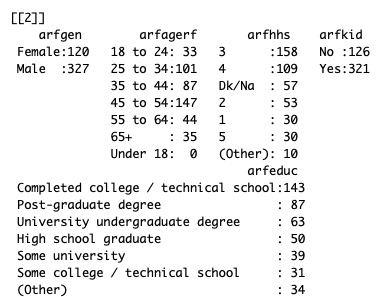 [[2]]
arfgen arfagerf arfhhs arfkid
Female:120 18 to 24: 33 3 :158 No :126
Male :327 25 to 34:101 4 :109 Yes:321
35 to 44: 87 Dk/Na : 57
45 to 54:147 2 : 53
55 to 64: 44 1 : 30
65+ : 35 5 : 30
Under 18: 0 (Other): 10
arfeduc
Completed college / technical school:143
Post-graduate degree : 87
University undergraduate degree : 63
High school graduate : 50
Some university : 39
Some college / technical school : 31
(Other) : 34